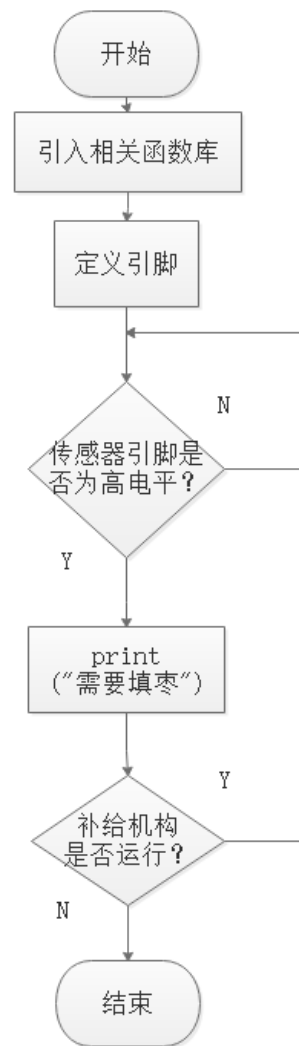 开始
引入相关函数库
定义引脚
N
传感器引脚是
否为高电平？
Y
print
("需要填枣")
Y
补给机构
是否运行？
N
结束